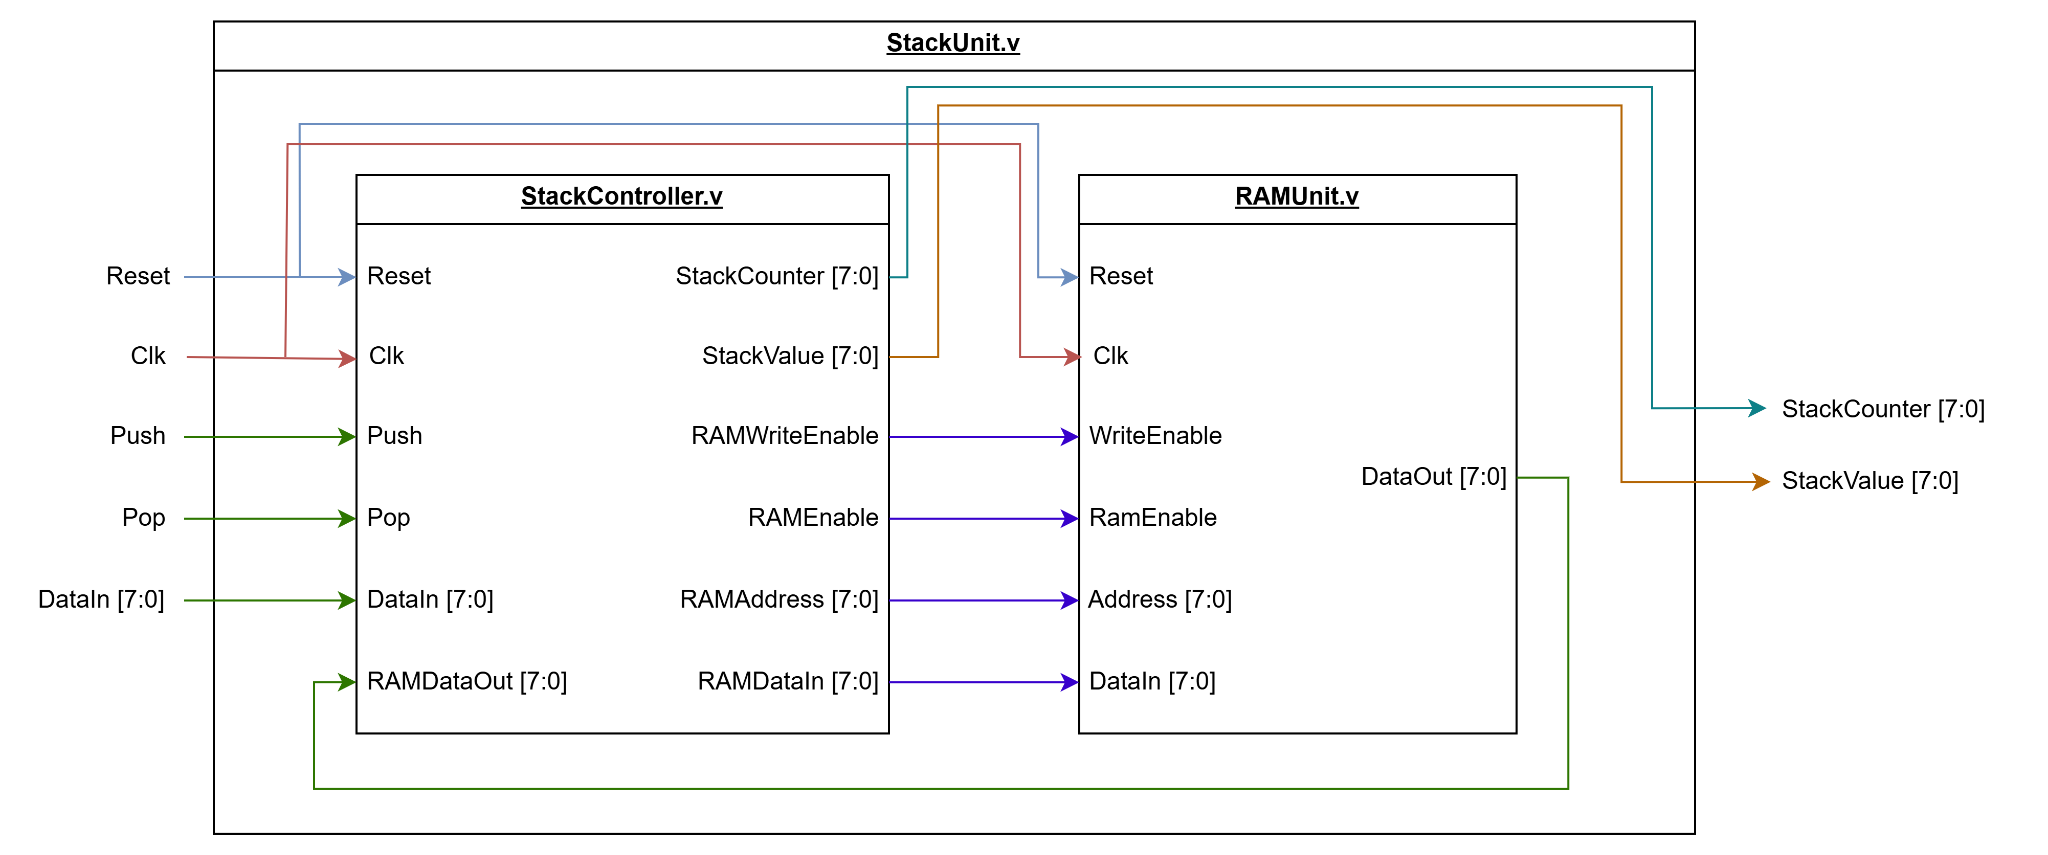 StackUnit.v
StackController.v
RAMUnit.v
Reset
Reset
StackCounter [7:0]
Reset
Clk
Clk
StackValue [7:0]
Clk
StackCounter [7:0]
Push
Push
RAMWriteEnable
WriteEnable
DataOut [7:0]
StackValue [7:0]
Pop
Pop
RAMEnable
RamEnable
DataIn [7:0]
DataIn [7:0]
RAMAddress [7:0]
Address [7:0]
RAMDataOut [7:0]
RAMDataIn [7:0]
DataIn [7:0]